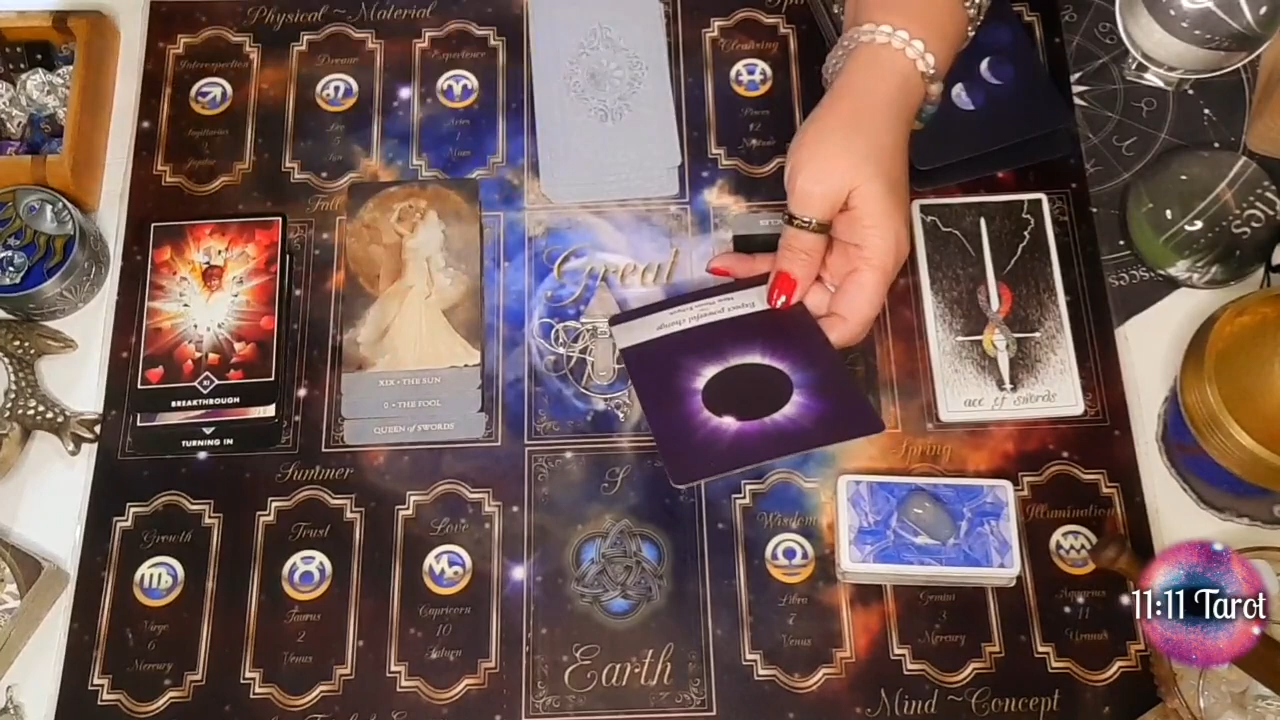 Physical ~ Material
Introspection
Sagittarius
Jupiter
Dream
Leo
5
Sun
Experience
Aries
1
Mars
Cleansing
Pisces
12
Neptune
Fall
XI
BREAKTHROUGH
TURNING IN
XIX • THE SUN
0 • THE FOOL
QUEEN of SWORDS
Great
Expect powerful change
ace of swords
Summer
Spring
Growth
Virgo
6
Mercury
Trust
Taurus
2
Venus
Love
Capricorn
10
Saturn
S
Earth
Wisdom
Libra
7
Venus
Gemini
3
Mercury
Illumination
Aquarius
11
Uranus
Mind ~ Concept
11:11 Tarot